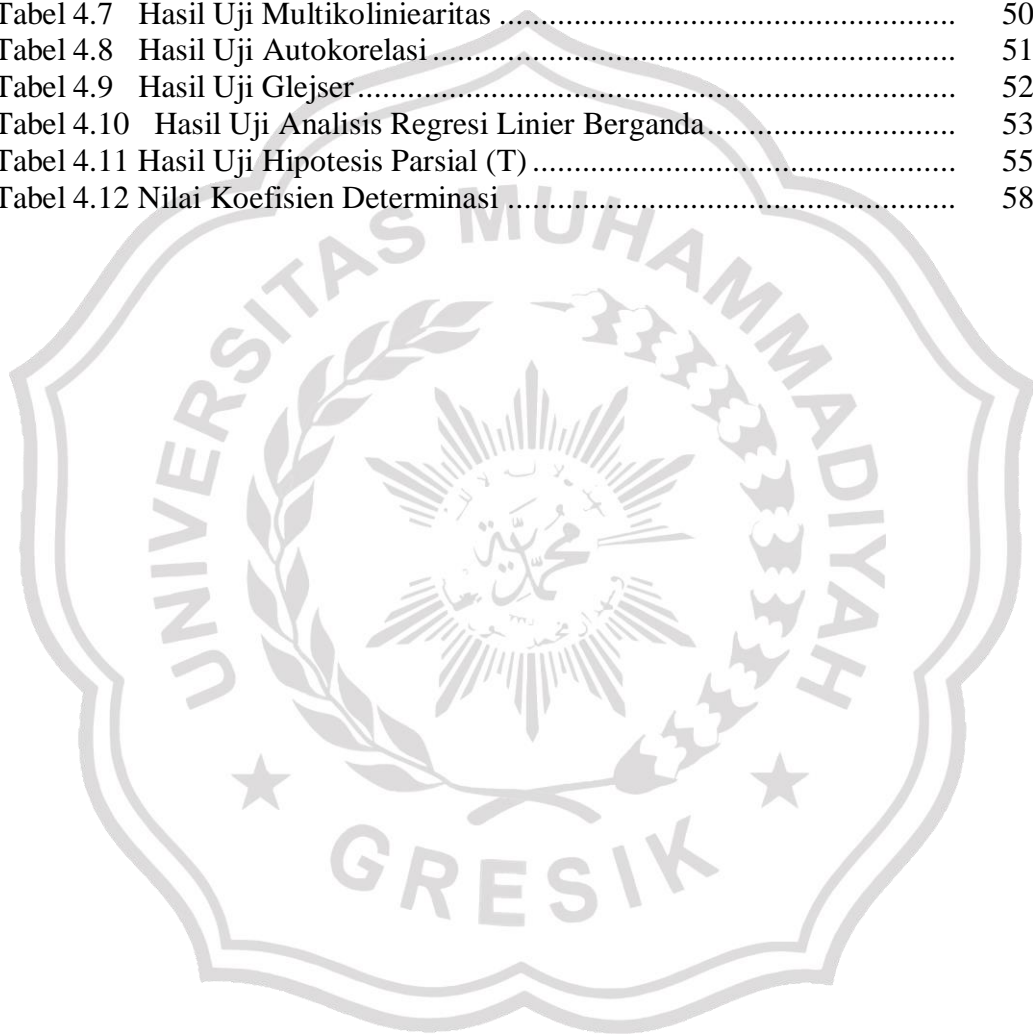 Tabel 4.7 Hasil Uji Multikoliniearitas ........................................................ 50
Tabel 4.8 Hasil Uji Autokorelasi ................................................................ 51
Tabel 4.9 Hasil Uji Glejser ......................................................................... 52
Tabel 4.10 Hasil Uji Analisis Regresi Linier Berganda .............................. 53
Tabel 4.11 Hasil Uji Hipotesis Parsial (T) .................................................... 55
Tabel 4.12 Nilai Koefisien Determinasi ....................................................... 58
UNIVERSITAS MUHAMMADIYAH
محمدية
GRESIK